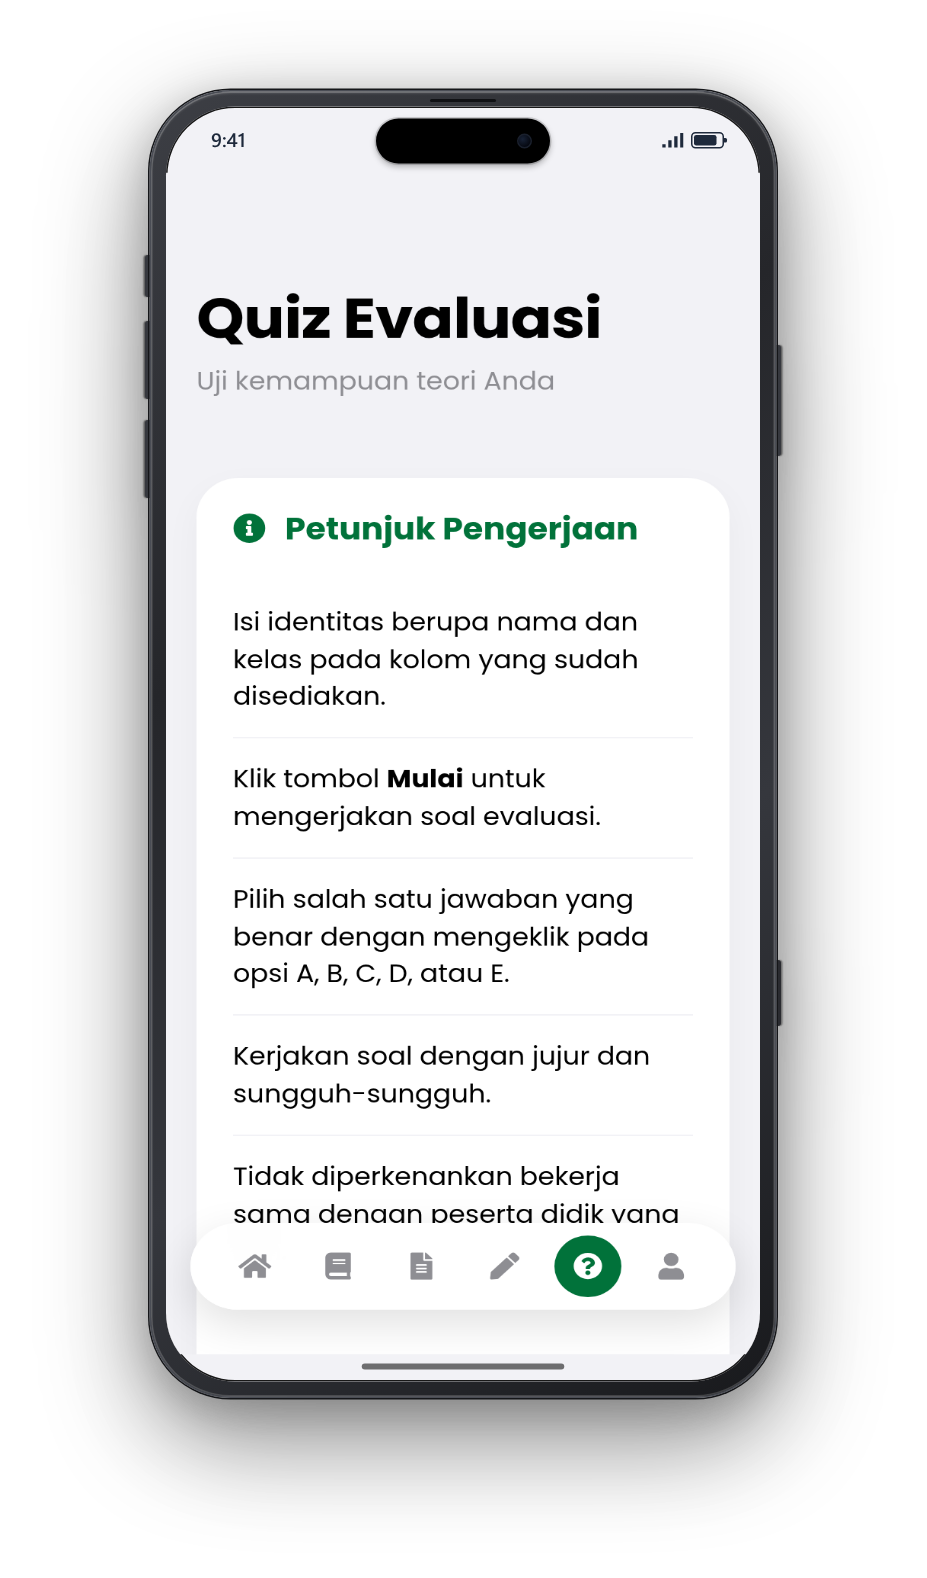 9:41
Quiz Evaluasi
Uji kemampuan teori Anda
Petunjuk Pengerjaan
Isi identitas berupa nama dan
kelas pada kolom yang sudah
disediakan.
Klik tombol Mulai untuk
mengerjakan soal evaluasi.
Pilih salah satu jawaban yang
benar dengan mengeklik pada
opsi A, B, C, D, atau E.
Kerjakan soal dengan jujur dan
sungguh-sungguh.
Tidak diperkenankan bekerja
sama dengan peserta didik yang